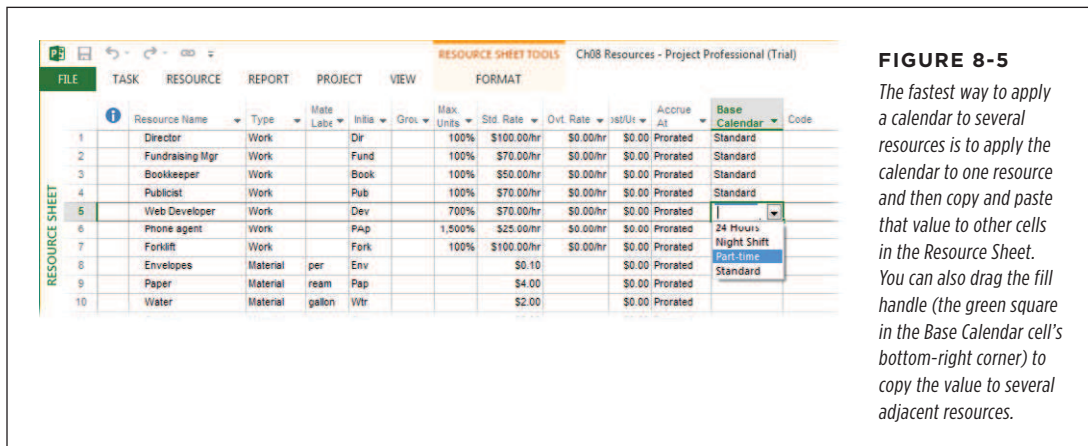 RESOURCE SHEET TOOLS Ch08 Resources - Project Professional (Trial)
FILE TASK RESOURCE REPORT PROJECT VIEW FORMAT
Resource Name Type Mate Labe Initia Grou Max. Units Std. Rate Ovt. Rate ost/Us Accrue At Base Calendar Code
1 Director Work Dir 100% $100.00/hr $0.00/hr $0.00 Prorated Standard
2 Fundraising Mgr Work Fund 100% $70.00/hr $0.00/hr $0.00 Prorated Standard
3 Bookkeeper Work Book 100% $50.00/hr $0.00/hr $0.00 Prorated Standard
4 Publicist Work Pub 100% $70.00/hr $0.00/hr $0.00 Prorated Standard
5 Web Developer Work Dev 700% $70.00/hr $0.00/hr $0.00 Prorated
6 Phone agent Work PAp 1,500% $25.00/hr $0.00/hr $0.00 Prorated 24 Hours
7 Forklift Work Fork 100% $100.00/hr $0.00/hr $0.00 Prorated Night Shift
8 Envelopes Material per Env $0.10 $0.00 Prorated Part-time
9 Paper Material ream Pap $4.00 $0.00 Prorated Standard
10 Water Material gallon Wtr $2.00 $0.00 Prorated
RESOURCE SHEET
FIGURE 8-5
The fastest way to apply
a calendar to several
resources is to apply the
calendar to one resource
and then copy and paste
that value to other cells
in the Resource Sheet.
You can also drag the fill
handle (the green square
in the Base Calendar cell's
bottom-right corner) to
copy the value to several
adjacent resources.